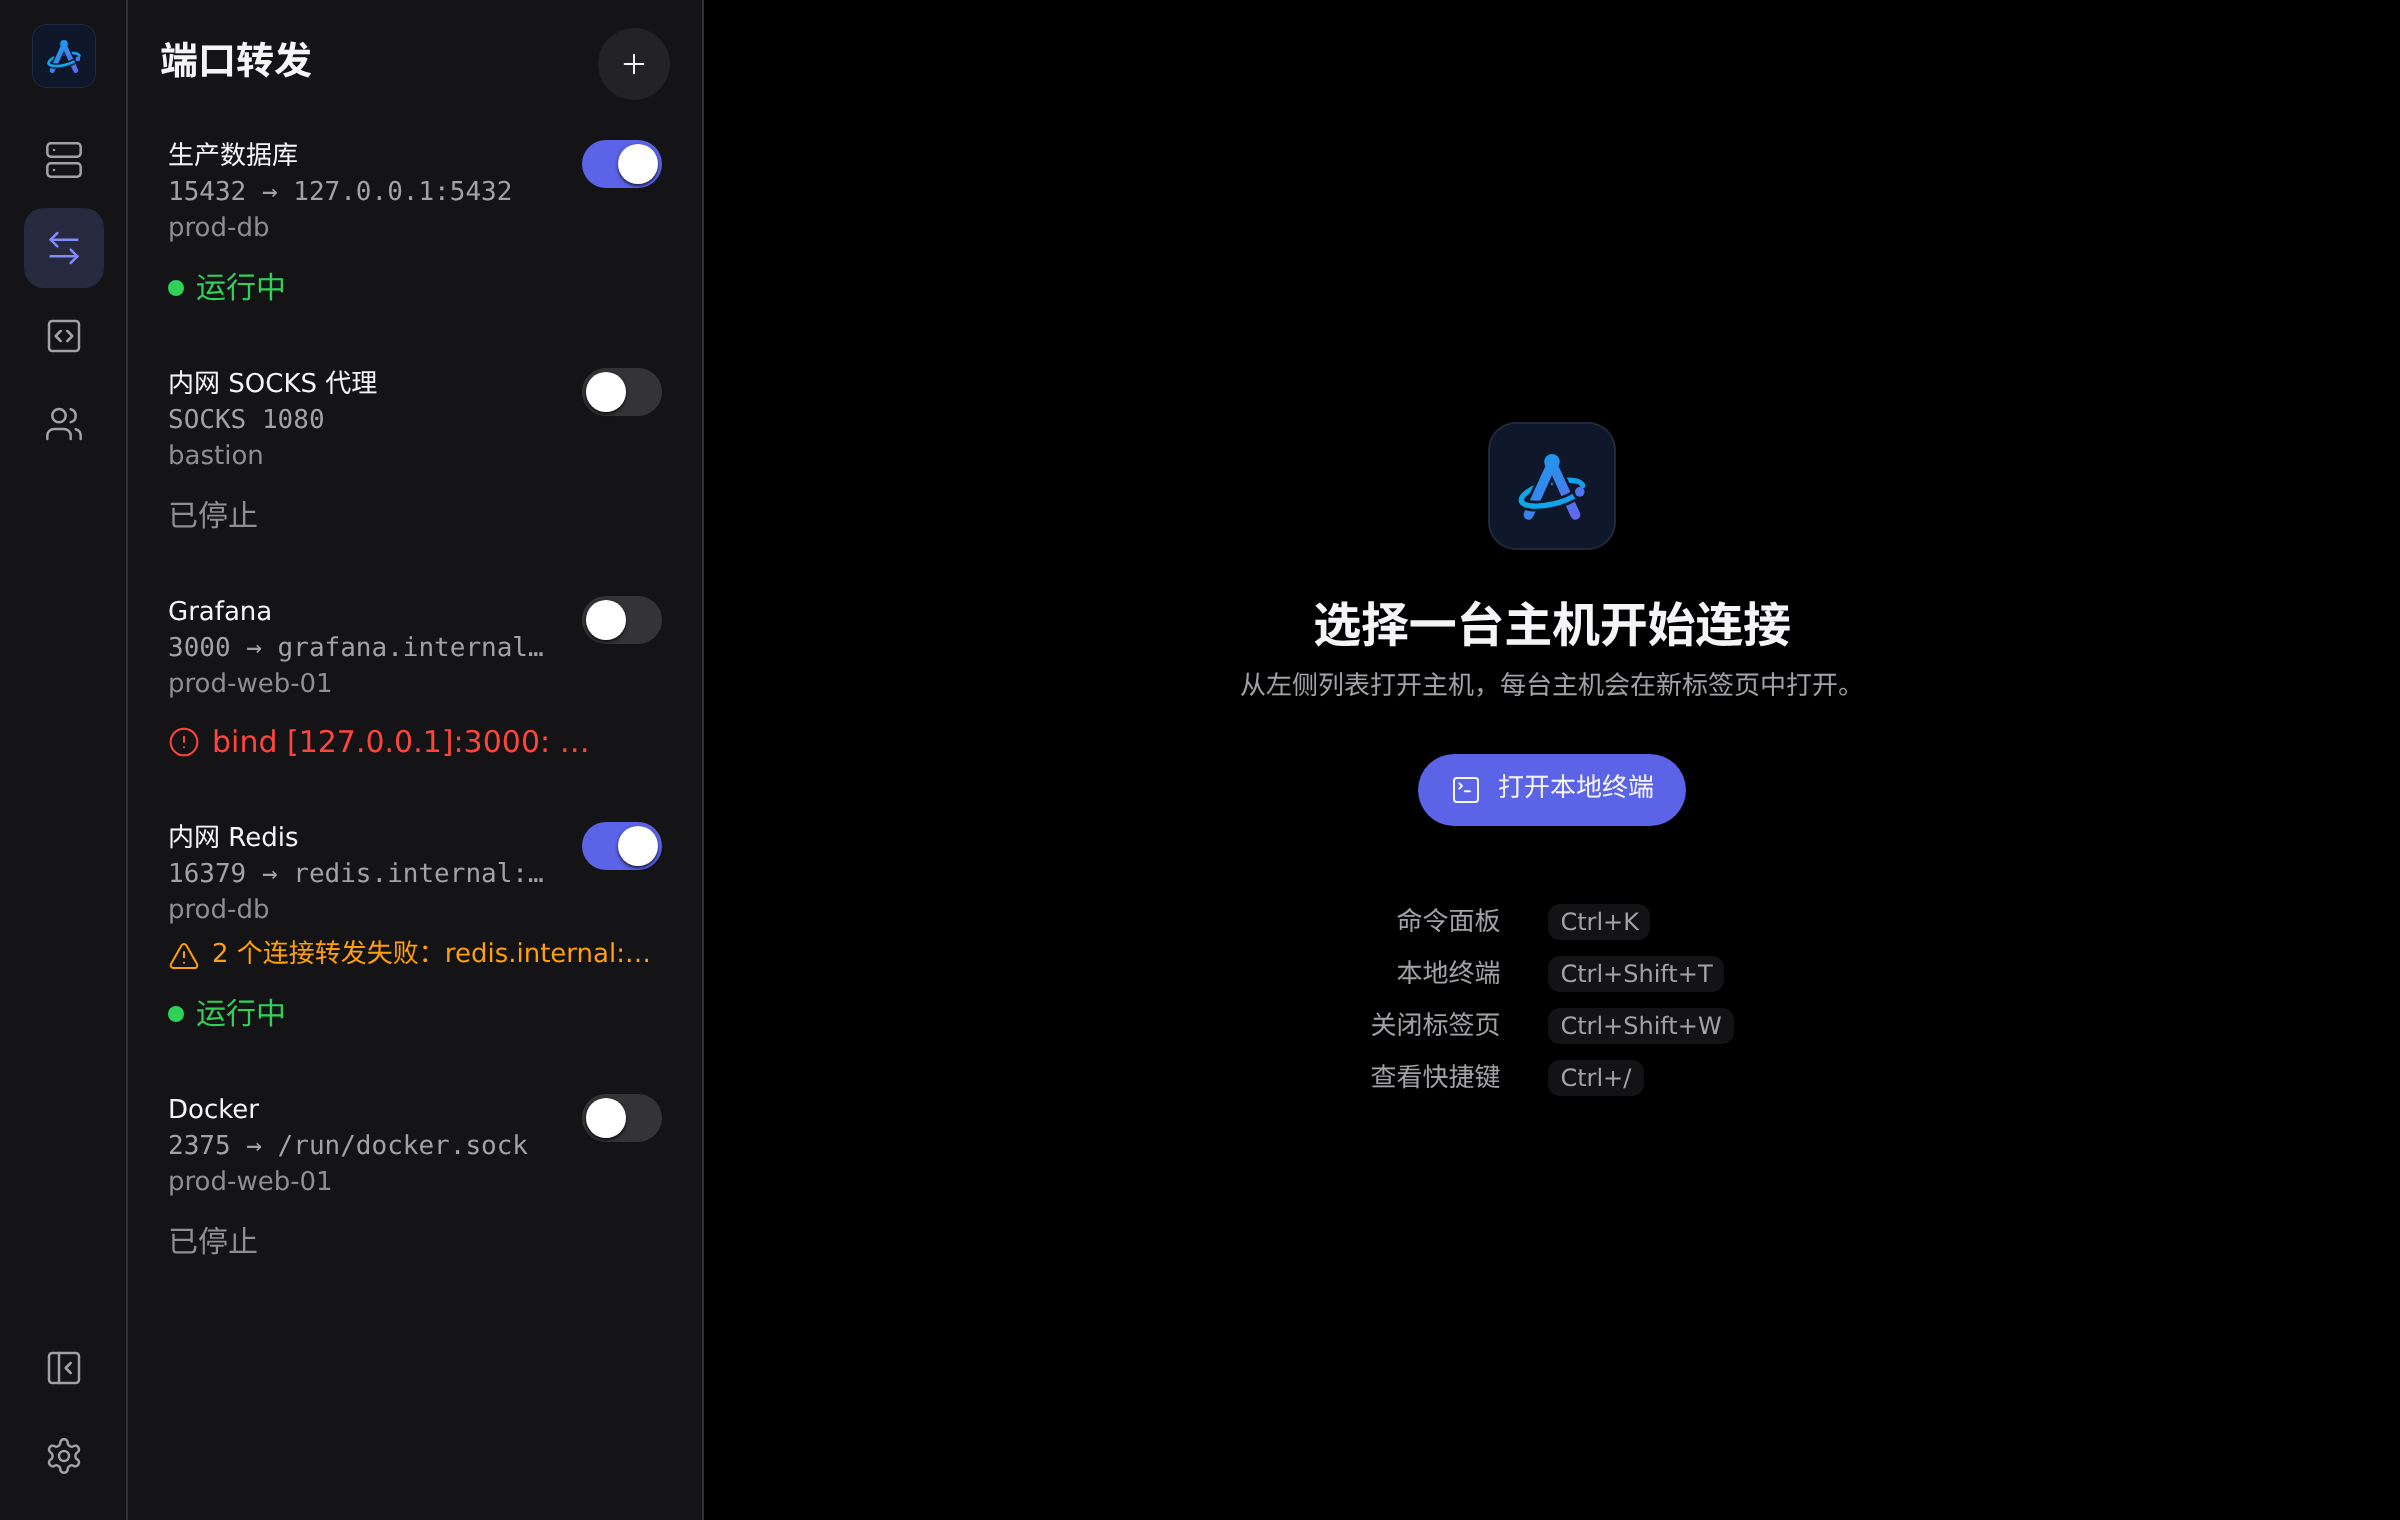 端口转发
生产数据库
15432 → 127.0.0.1:5432
prod-db
运行中
内网 SOCKS 代理
SOCKS 1080
bastion
已停止
Grafana
3000 → grafana.internal…
prod-web-01
bind [127.0.0.1]:3000: …
内网 Redis
16379 → redis.internal:…
prod-db
2 个连接转发失败：redis.internal:…
运行中
Docker
2375 → /run/docker.sock
prod-web-01
已停止
选择一台主机开始连接
从左侧列表打开主机，每台主机会在新标签页中打开。
打开本地终端
命令面板 Ctrl+K
本地终端 Ctrl+Shift+T
关闭标签页 Ctrl+Shift+W
查看快捷键 Ctrl+/